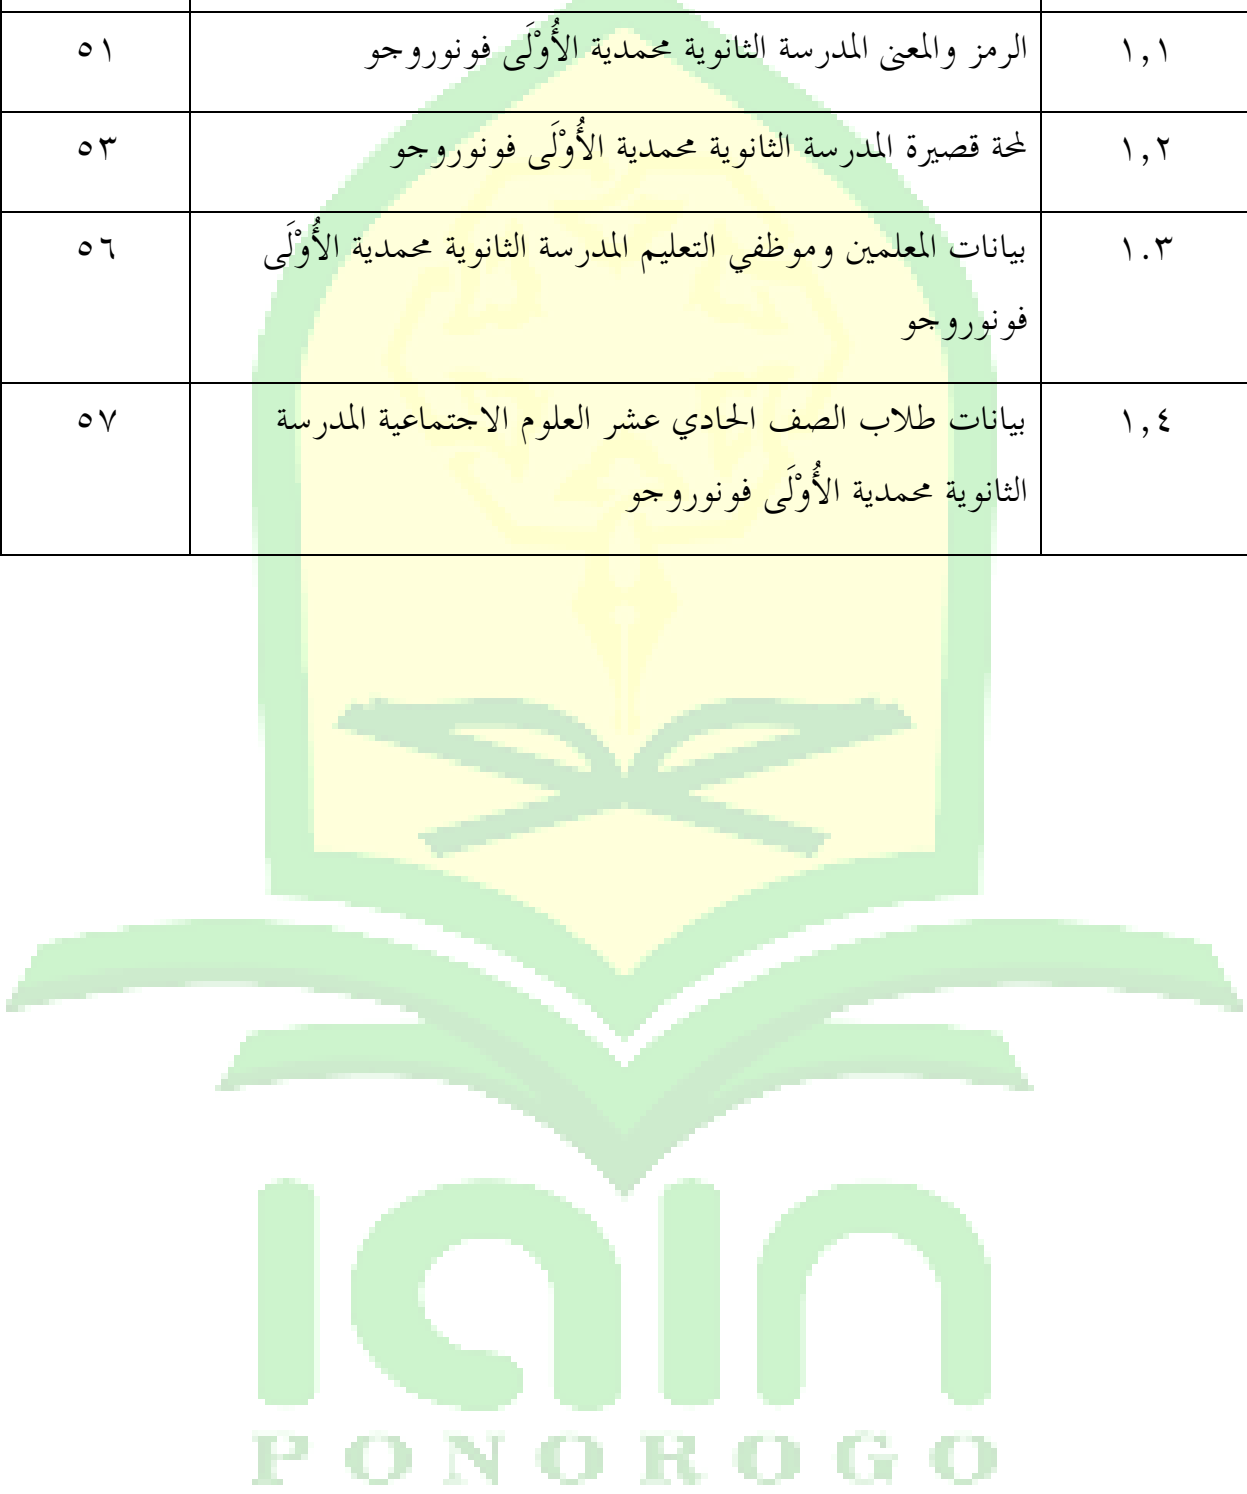 ١,١ الرمز والمعنى المدرسة الثانوية محمدية الأُوْلَى فونوروجو ٥١
١,٢ لمحة قصيرة المدرسة الثانوية محمدية الأُوْلَى فونوروجو ٥٣
١.٣ بيانات المعلمين وموظفي التعليم المدرسة الثانوية محمدية الأُوْلَى ٥٦
فونوروجو
١,٤ بيانات طلاب الصف الحادي عشر العلوم الاجتماعية المدرسة ٥٧
الثانوية محمدية الأُوْلَى فونوروجو
iain
PONOROGO